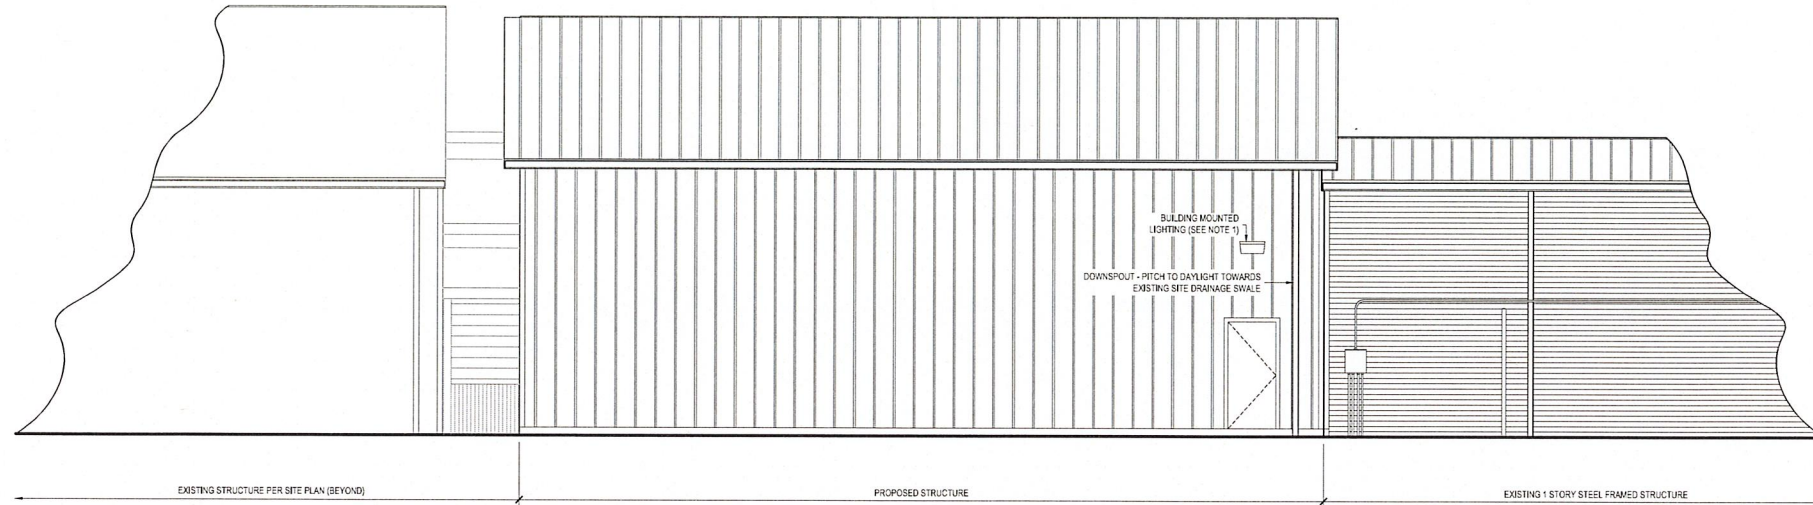 BUILDING MOUNTED
LIGHTING (SEE NOTE 1)
DOWNSPOUT - PITCH TO DAYLIGHT TOWARDS
EXISTING SITE DRAINAGE SWALE
EXISTING STRUCTURE PER SITE PLAN (BEYOND)
PROPOSED STRUCTURE
EXISTING 1 STORY STEEL FRAMED STRUCTURE